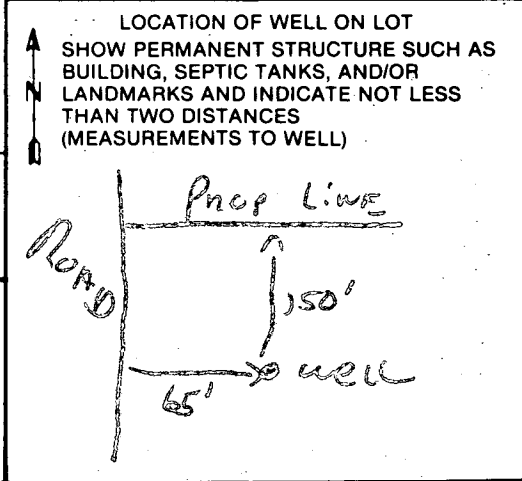 LOCATION OF WELL ON LOT
SHOW PERMANENT STRUCTURE SUCH AS
BUILDING, SEPTIC TANKS, AND/OR
N LANDMARKS AND INDICATE NOT LESS
THAN TWO DISTANCES
(MEASUREMENTS TO WELL)
Prop Line
ROAD
150'
well
65'